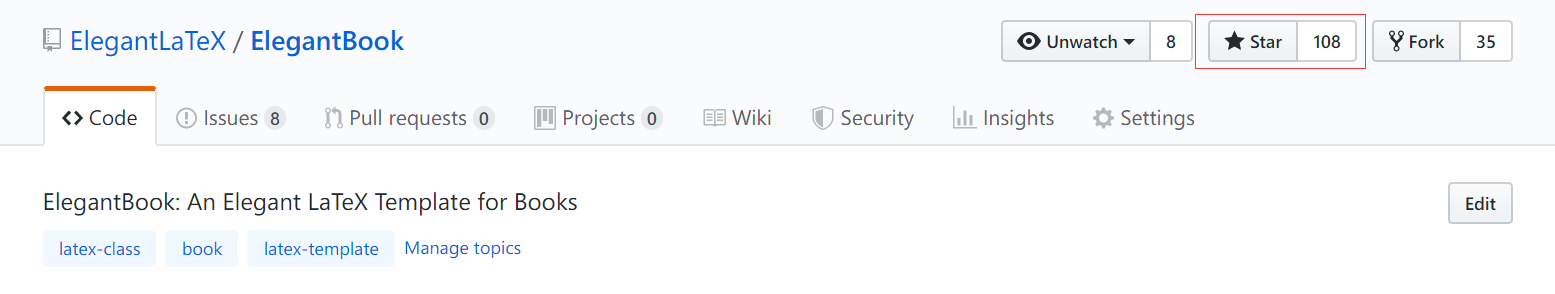 ElegantLaTeX / ElegantBook Unwatch 8 Star 108 Fork 35
Code Issues 8 Pull requests 0 Projects 0 Wiki Security Insights Settings
ElegantBook: An Elegant LaTeX Template for Books Edit
latex-class book latex-template Manage topics